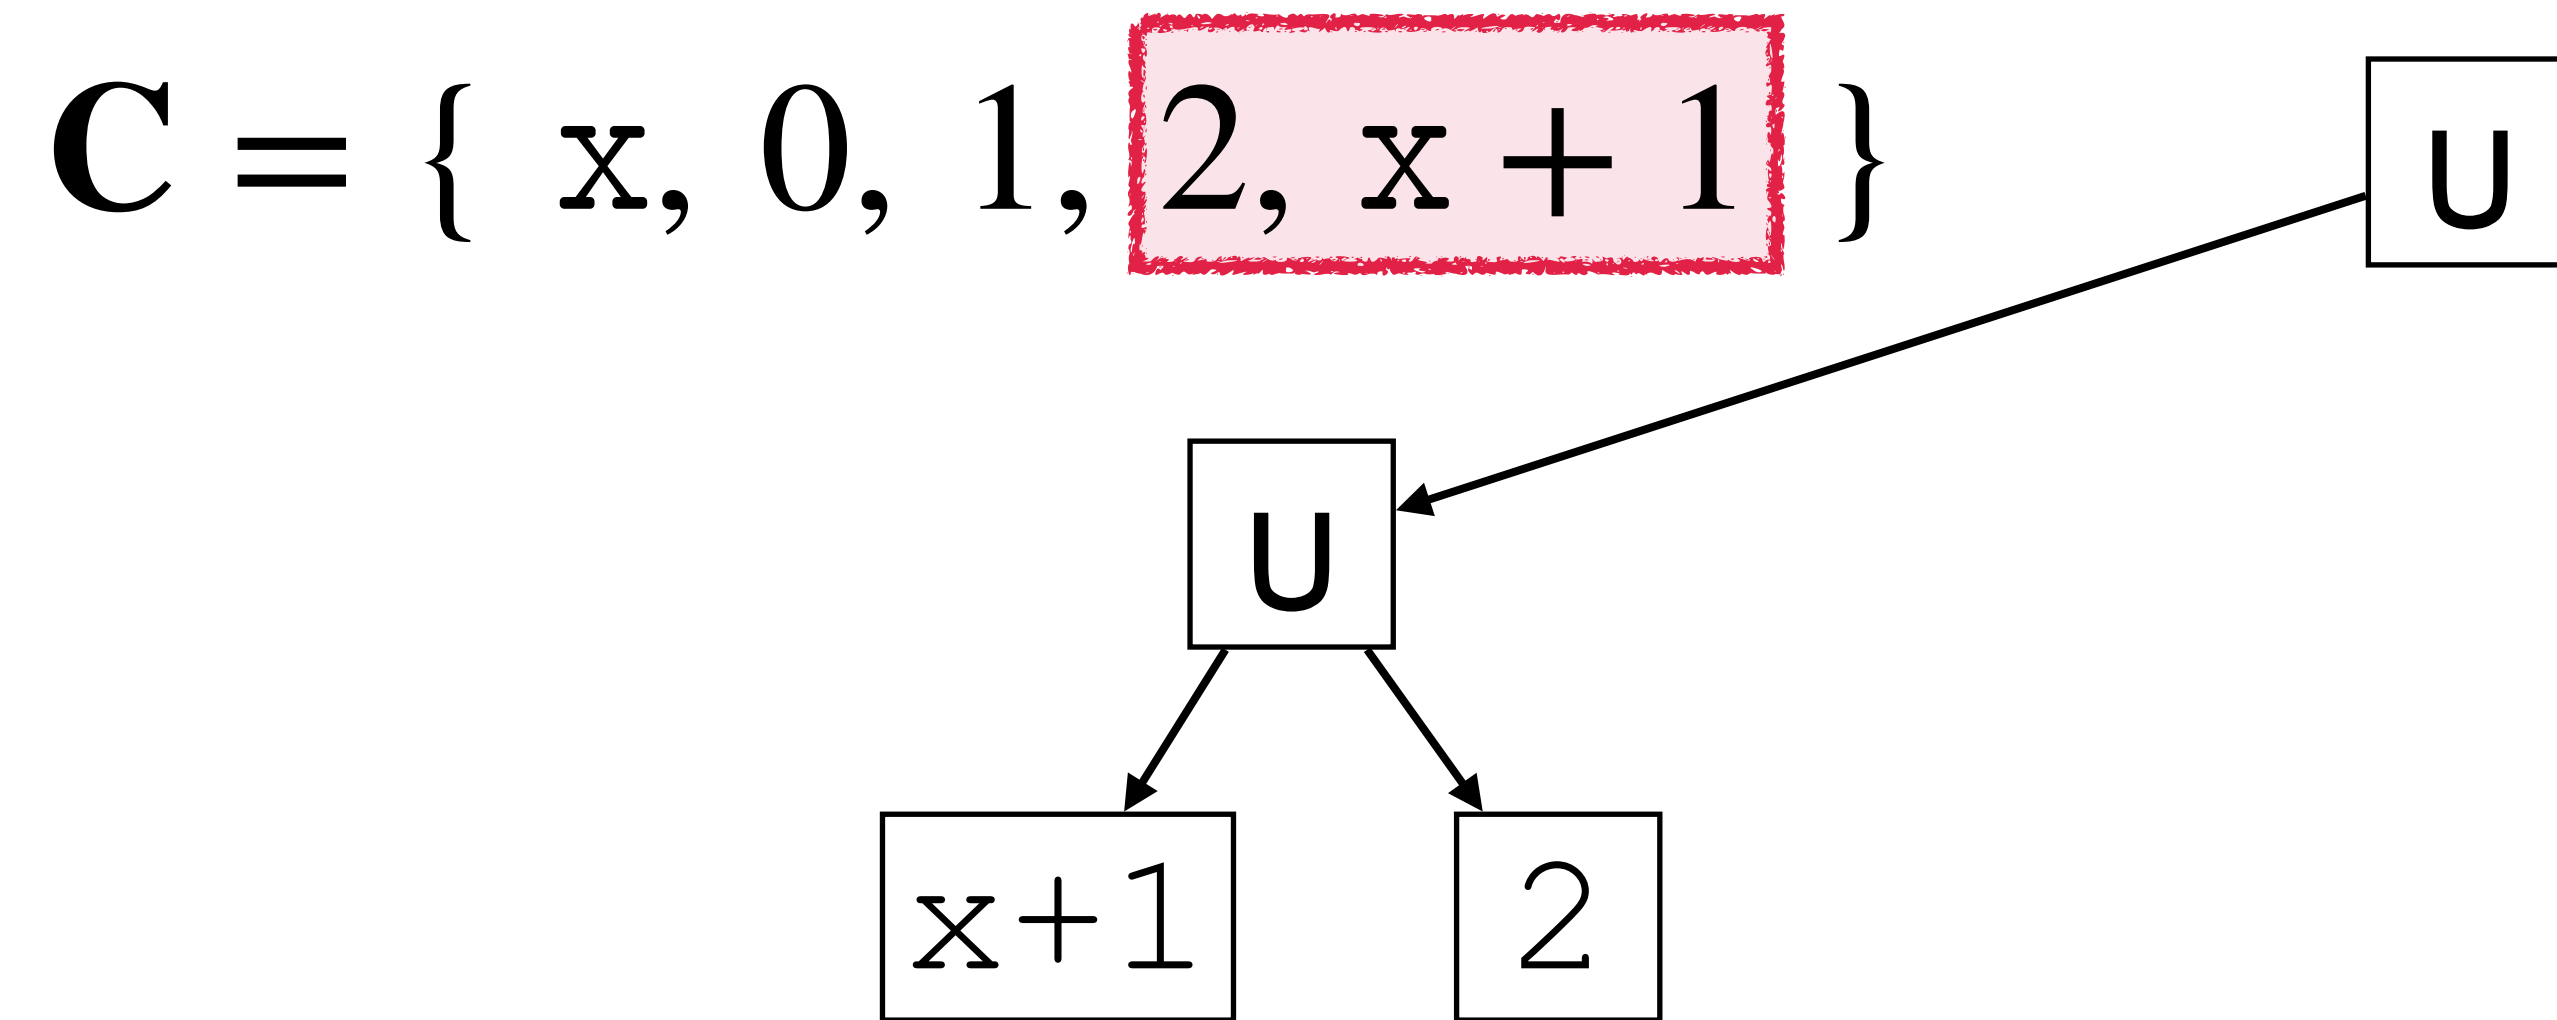 C = { x, 0, 1, 2, x + 1 }
U
U
x+1
2